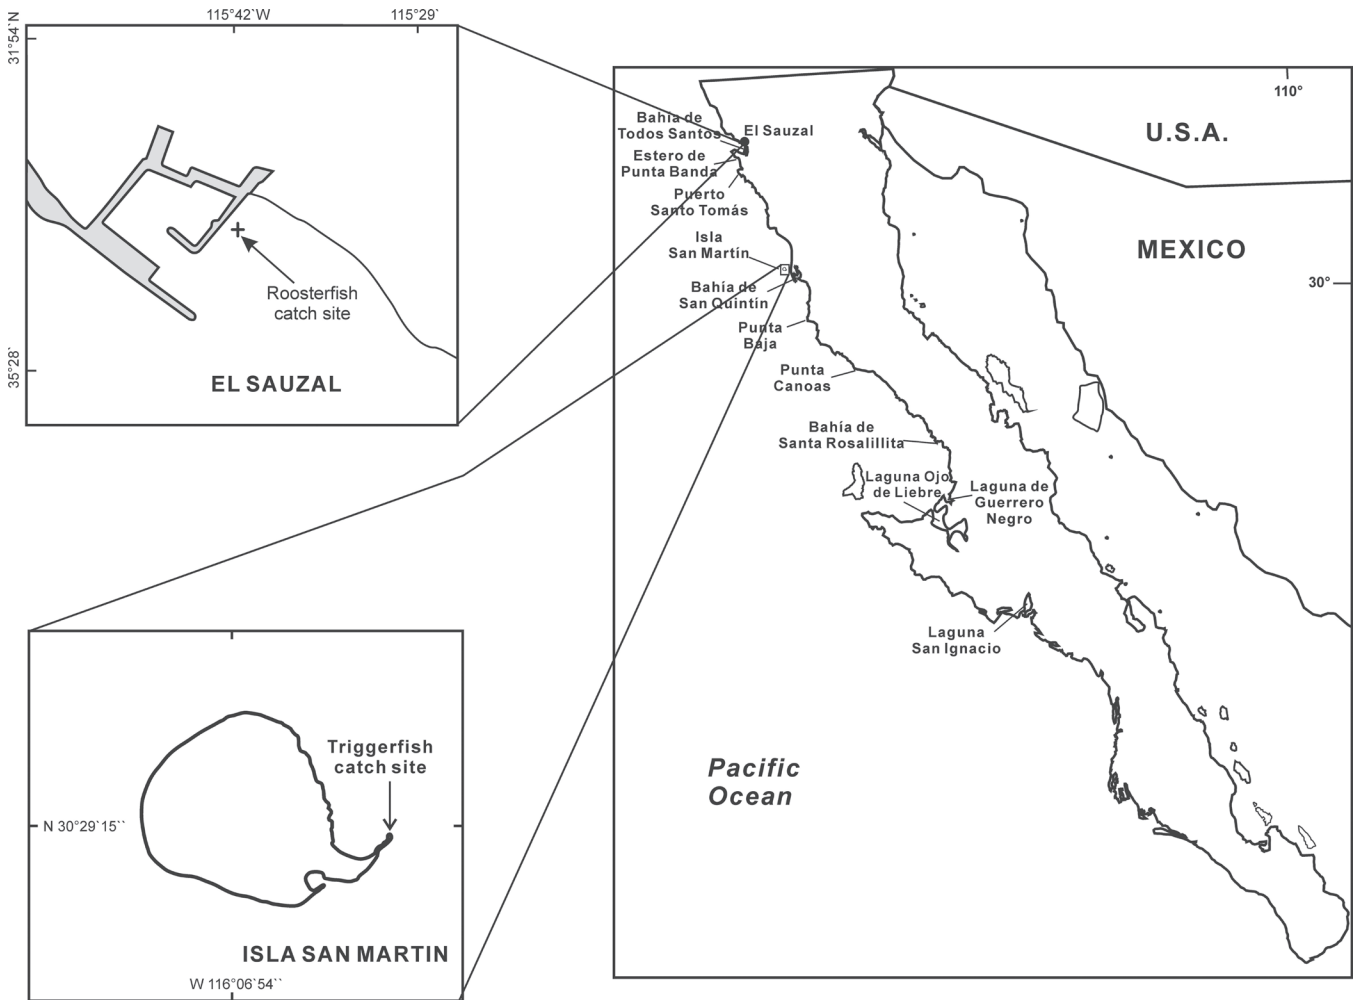 115°42`W
115°29`
31°54`N
35°28`
Roosterfish
catch site
EL SAUZAL
110°
30°
U.S.A.
MEXICO
Bahía de
Todos Santos
El Sauzal
Estero de
Punta Banda
Puerto
Santo Tomás
Isla
San Martín
Bahía de
San Quintín
Punta
Baja
Punta
Canoas
Bahía de
Santa Rosalillita
Laguna Ojo
de Liebre
Laguna de
Guerrero
Negro
Laguna
San Ignacio
Pacific
Ocean
Triggerfish
catch site
N 30°29`15``
ISLA SAN MARTIN
W 116°06`54``